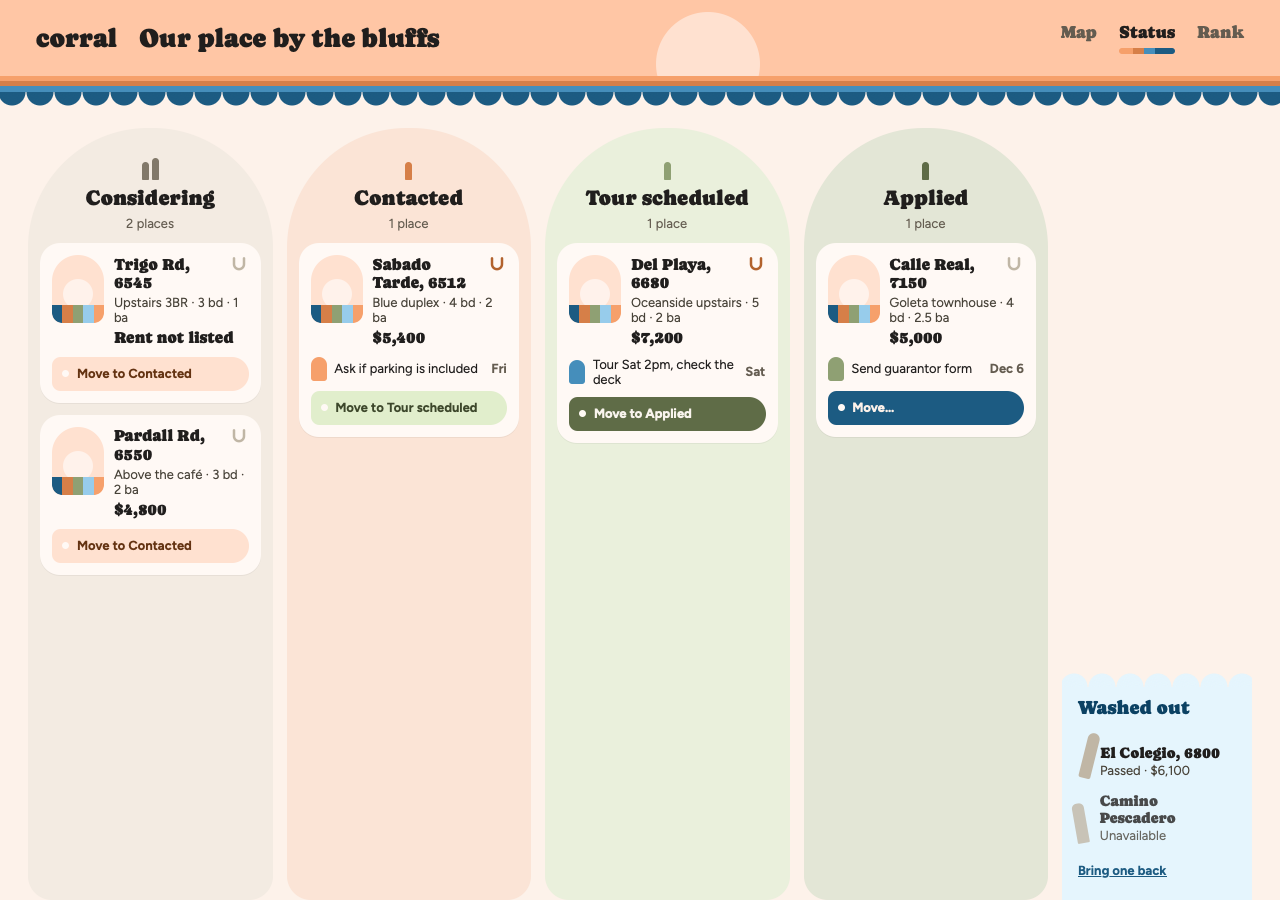 corral Our place by the bluffs
Map Status Rank
Considering
2 places
Trigo Rd,
6545
Upstairs 3BR · 3 bd · 1
ba
Rent not listed
Move to Contacted
Pardall Rd,
6550
Above the café · 3 bd ·
2 ba
$4,800
Move to Contacted
Contacted
1 place
Sabado
Tarde, 6512
Blue duplex · 4 bd · 2
ba
$5,400
Ask if parking is included Fri
Move to Tour scheduled
Tour scheduled
1 place
Del Playa,
6680
Oceanside upstairs · 5
bd · 2 ba
$7,200
Tour Sat 2pm, check the
deck
Sat
Move to Applied
Applied
1 place
Calle Real,
7150
Goleta townhouse · 4
bd · 2.5 ba
$5,000
Send guarantor form Dec 6
Move...
Washed out
El Colegio, 6800
Passed · $6,100
Camino
Pescadero
Unavailable
Bring one back